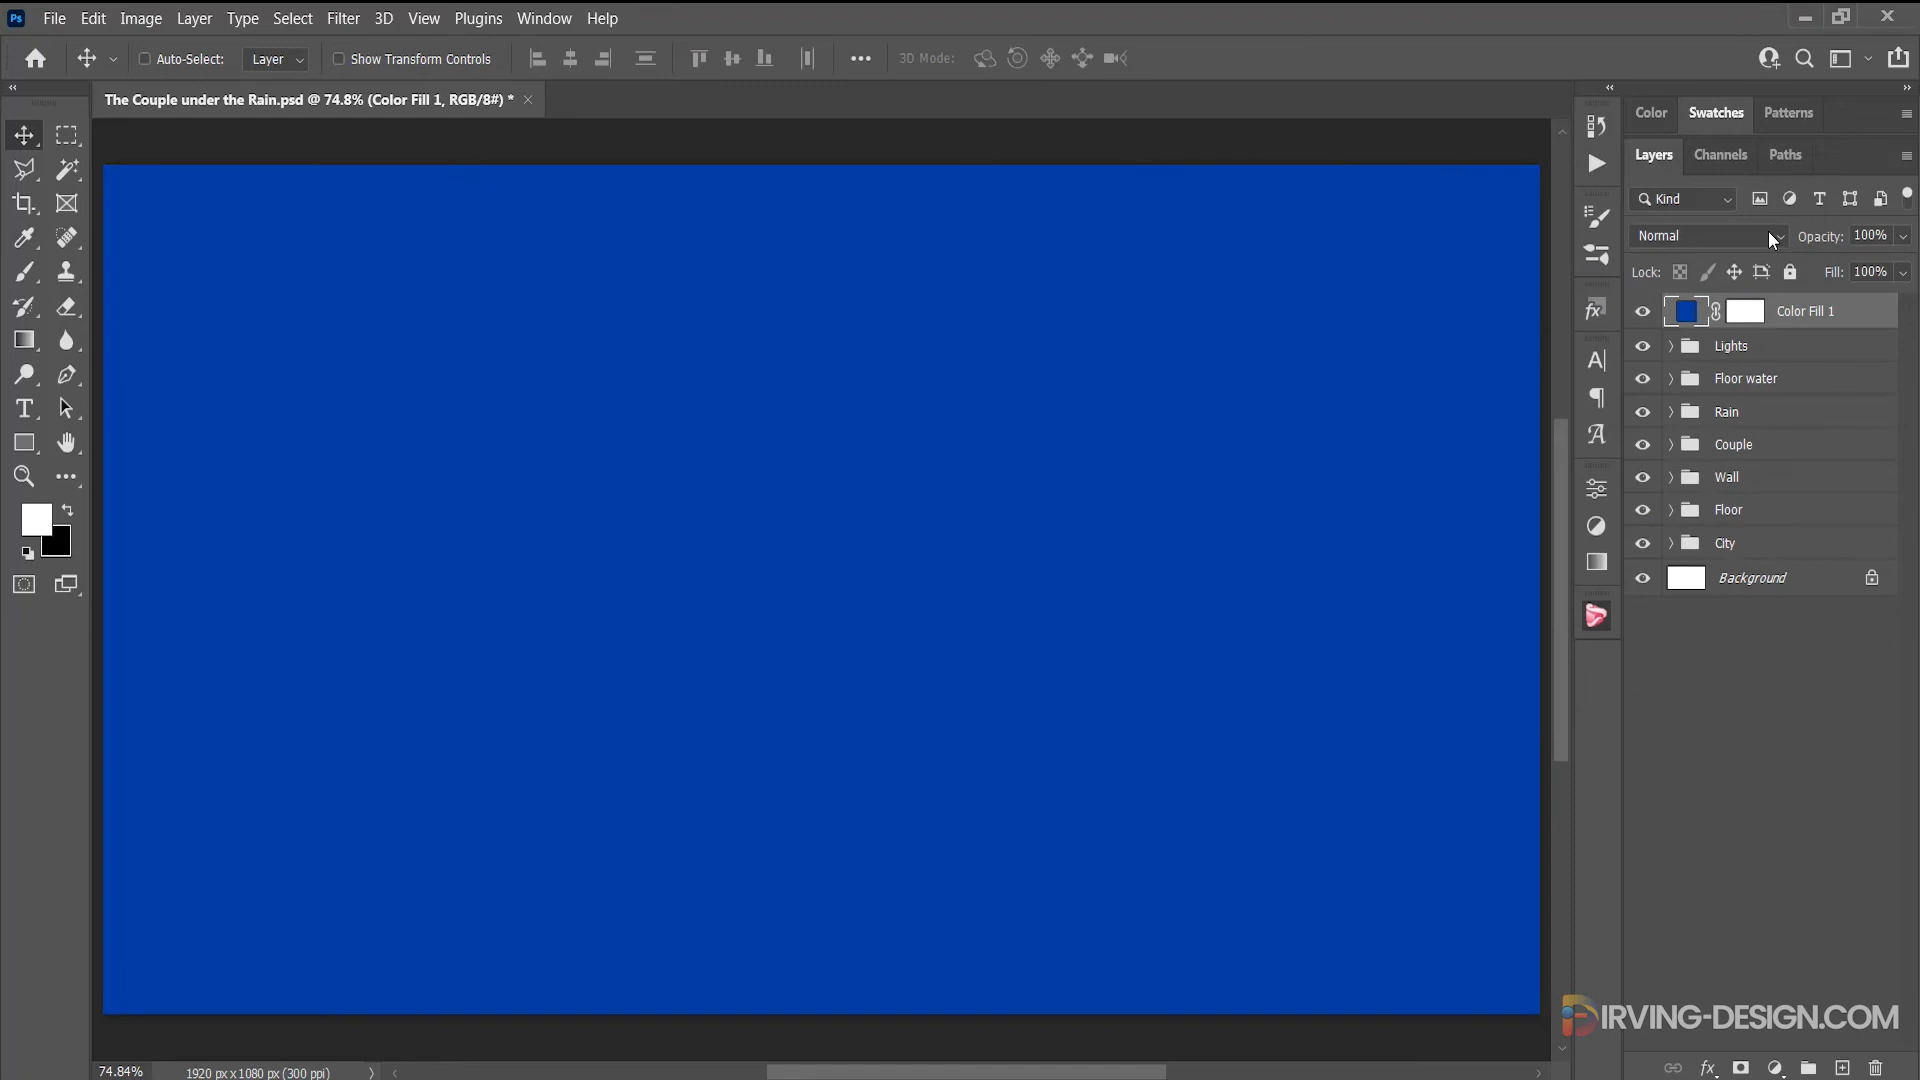 Ps File Edit Image Layer Type Select Filter 3D View Plugins Window Help
Auto-Select: Layer Show Transform Controls 3D Mode:
The Couple under the Rain.psd @ 74.8% (Color Fill 1, RGB/8#) *
Color Swatches Patterns
Layers Channels Paths
Kind
Normal Opacity: 100%
Lock: Fill: 100%
Color Fill 1
Lights
Floor water
Rain
Couple
Wall
Floor
City
Background
IRVING-DESIGN.COM
74.84% 1920 px x 1080 px (300 ppi)